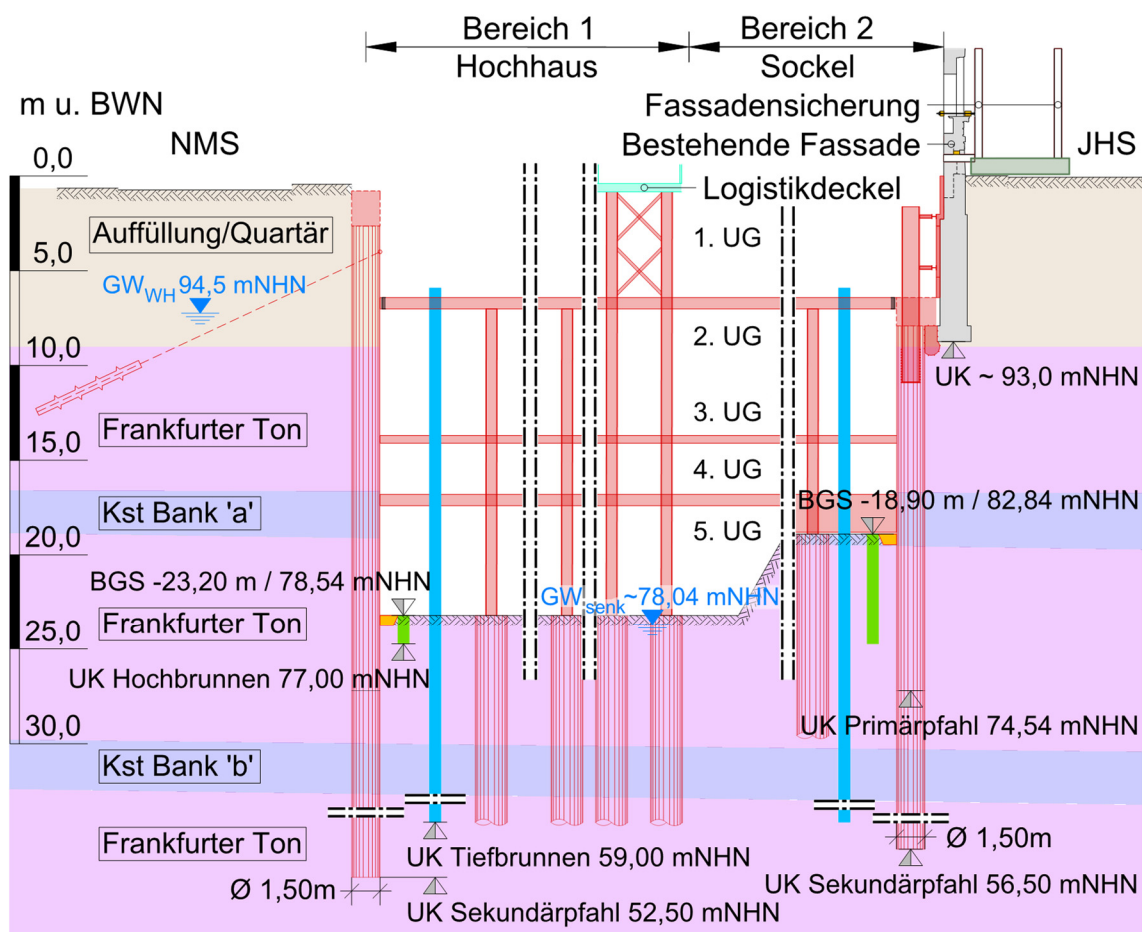 Bereich 1
Bereich 2
Hochhaus
Sockel
m u. BWN
Fassadensicherung
NMS
Bestehende Fassade
JHS
0,0
Logistikdeckel
Auffüllung/Quartär
1. UG
5,0
GW WH 94,5 mNHN
2. UG
10,0
UK ~ 93,0 mNHN
3. UG
Frankfurter Ton
15,0
4. UG
Kst Bank 'a'
BGS -18,90 m / 82,84 mNHN
5. UG
20,0
BGS -23,20 m / 78,54 mNHN
GW senk ~78,04 mNHN
Frankfurter Ton
25,0
UK Hochbrunnen 77,00 mNHN
UK Primärpfahl 74,54 mNHN
30,0
Kst Bank 'b'
Frankfurter Ton
Ø 1,50m
UK Tiefbrunnen 59,00 mNHN
Ø 1,50m
UK Sekundärpfahl 56,50 mNHN
UK Sekundärpfahl 52,50 mNHN